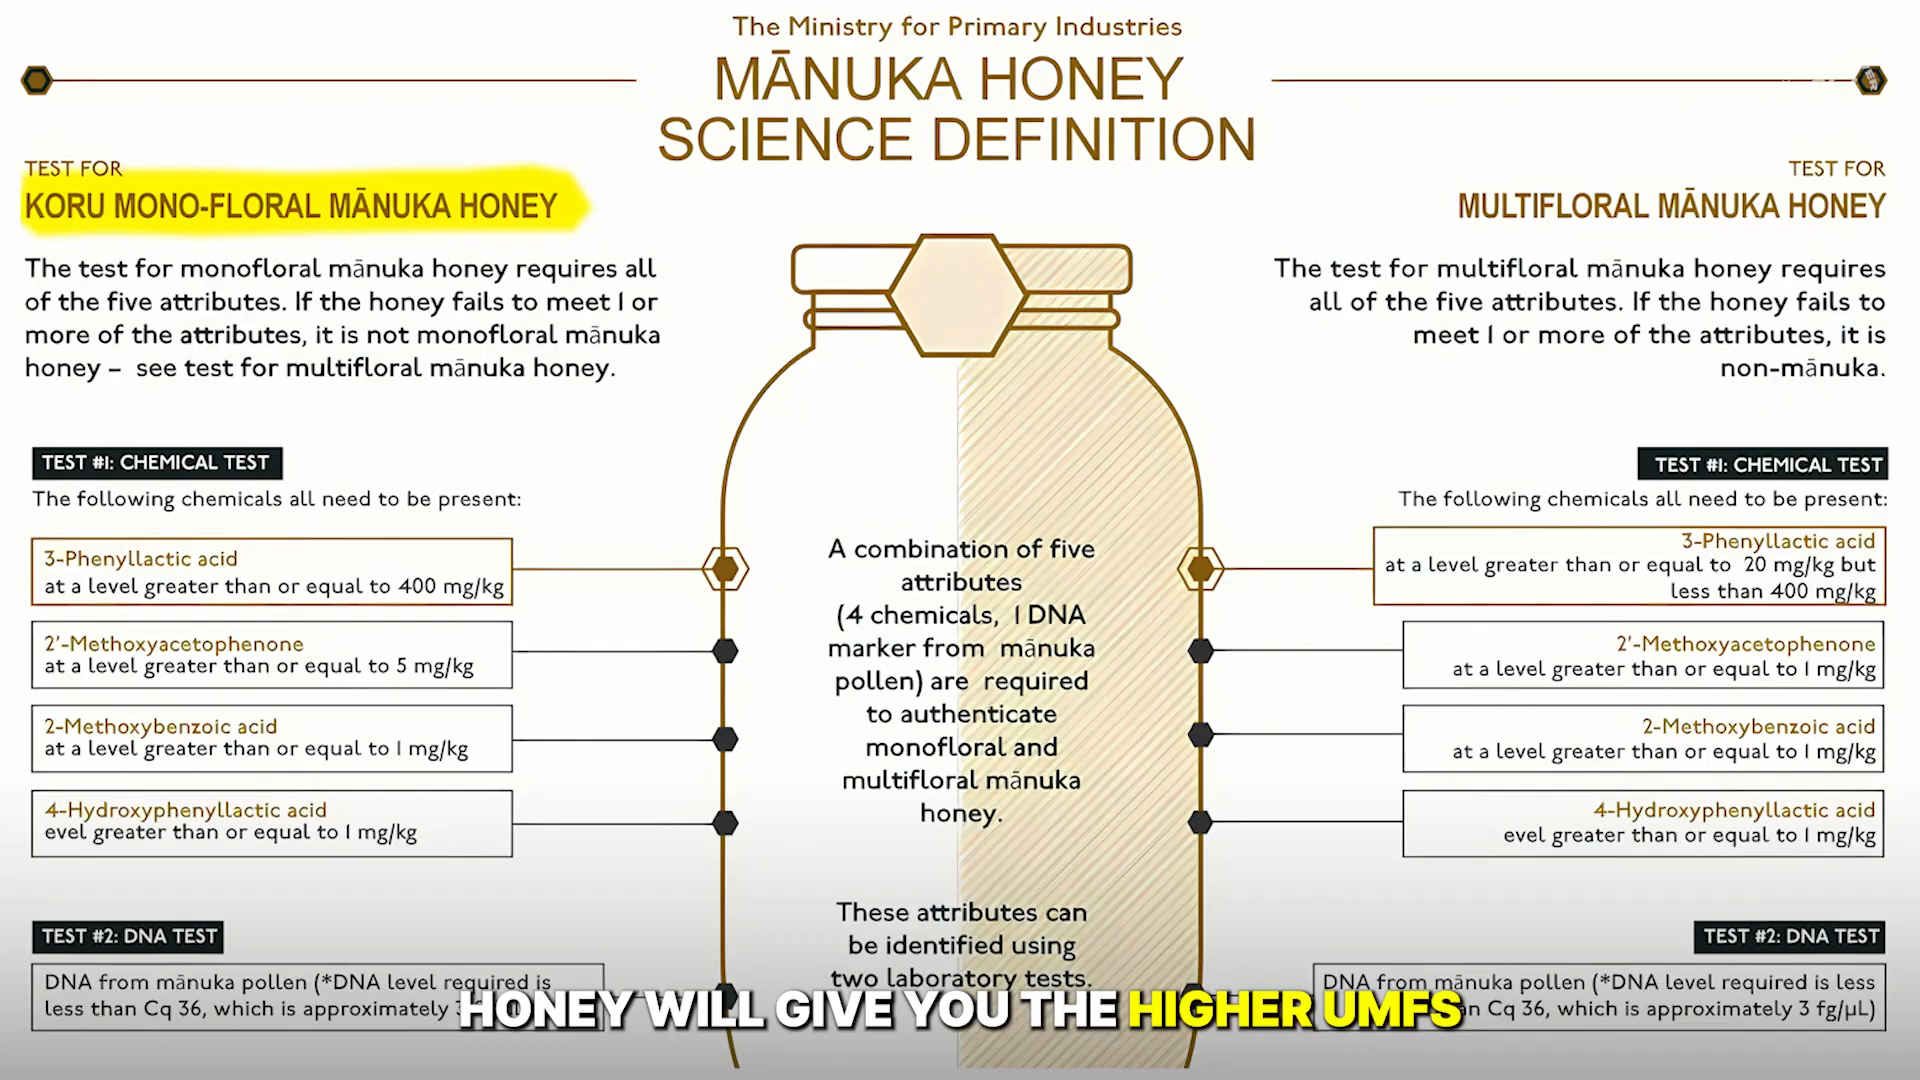 The Ministry for Primary Industries
MĀNUKA HONEY
SCIENCE DEFINITION
TEST FOR
KORU MONO-FLORAL MĀNUKA HONEY
The test for monofloral mānuka honey requires all
of the five attributes. If the honey fails to meet 1 or
more of the attributes, it is not monofloral mānuka
honey – see test for multifloral mānuka honey.
TEST #1: CHEMICAL TEST
The following chemicals all need to be present:
3-Phenyllactic acid
at a level greater than or equal to 400 mg/kg
2'-Methoxyacetophenone
at a level greater than or equal to 5 mg/kg
2-Methoxybenzoic acid
at a level greater than or equal to 1 mg/kg
4-Hydroxyphenyllactic acid
evel greater than or equal to 1 mg/kg
TEST #2: DNA TEST
DNA from mānuka pollen (*DNA level required is
less than Cq 36, which is approximately
A combination of five
attributes
(4 chemicals, 1 DNA
marker from mānuka
pollen) are required
to authenticate
monofloral and
multifloral mānuka
honey.
These attributes can
be identified using
two laboratory tests.
TEST FOR
MULTIFLORAL MĀNUKA HONEY
The test for multifloral mānuka honey requires
all of the five attributes. If the honey fails to
meet 1 or more of the attributes, it is
non-mānuka.
TEST #1: CHEMICAL TEST
The following chemicals all need to be present:
3-Phenyllactic acid
at a level greater than or equal to 20 mg/kg but
less than 400 mg/kg
2'-Methoxyacetophenone
at a level greater than or equal to 1 mg/kg
2-Methoxybenzoic acid
at a level greater than or equal to 1 mg/kg
4-Hydroxyphenyllactic acid
evel greater than or equal to 1 mg/kg
TEST #2: DNA TEST
DNA from mānuka pollen (*DNA level required is less
Cq 36, which is approximately 3 fg/µL)
HONEY WILL GIVE YOU THE HIGHER UMFS